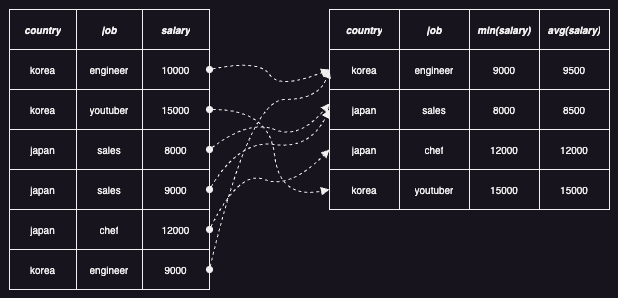 country job salary
korea engineer 10000
korea youtuber 15000
japan sales 8000
japan sales 9000
japan chef 12000
korea engineer 9000
country job min(salary) avg(salary)
korea engineer 9000 9500
japan sales 8000 8500
japan chef 12000 12000
korea youtuber 15000 15000